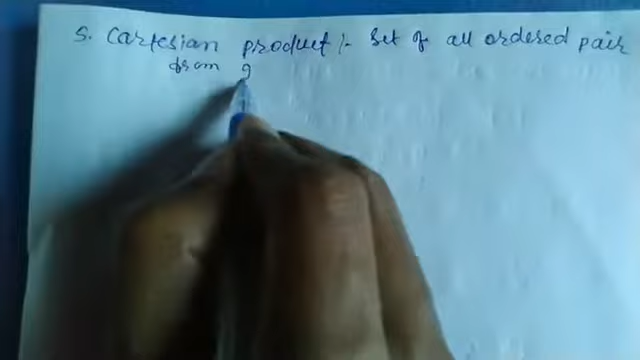 5. Cartesian product :- Set of all ordered pair
from